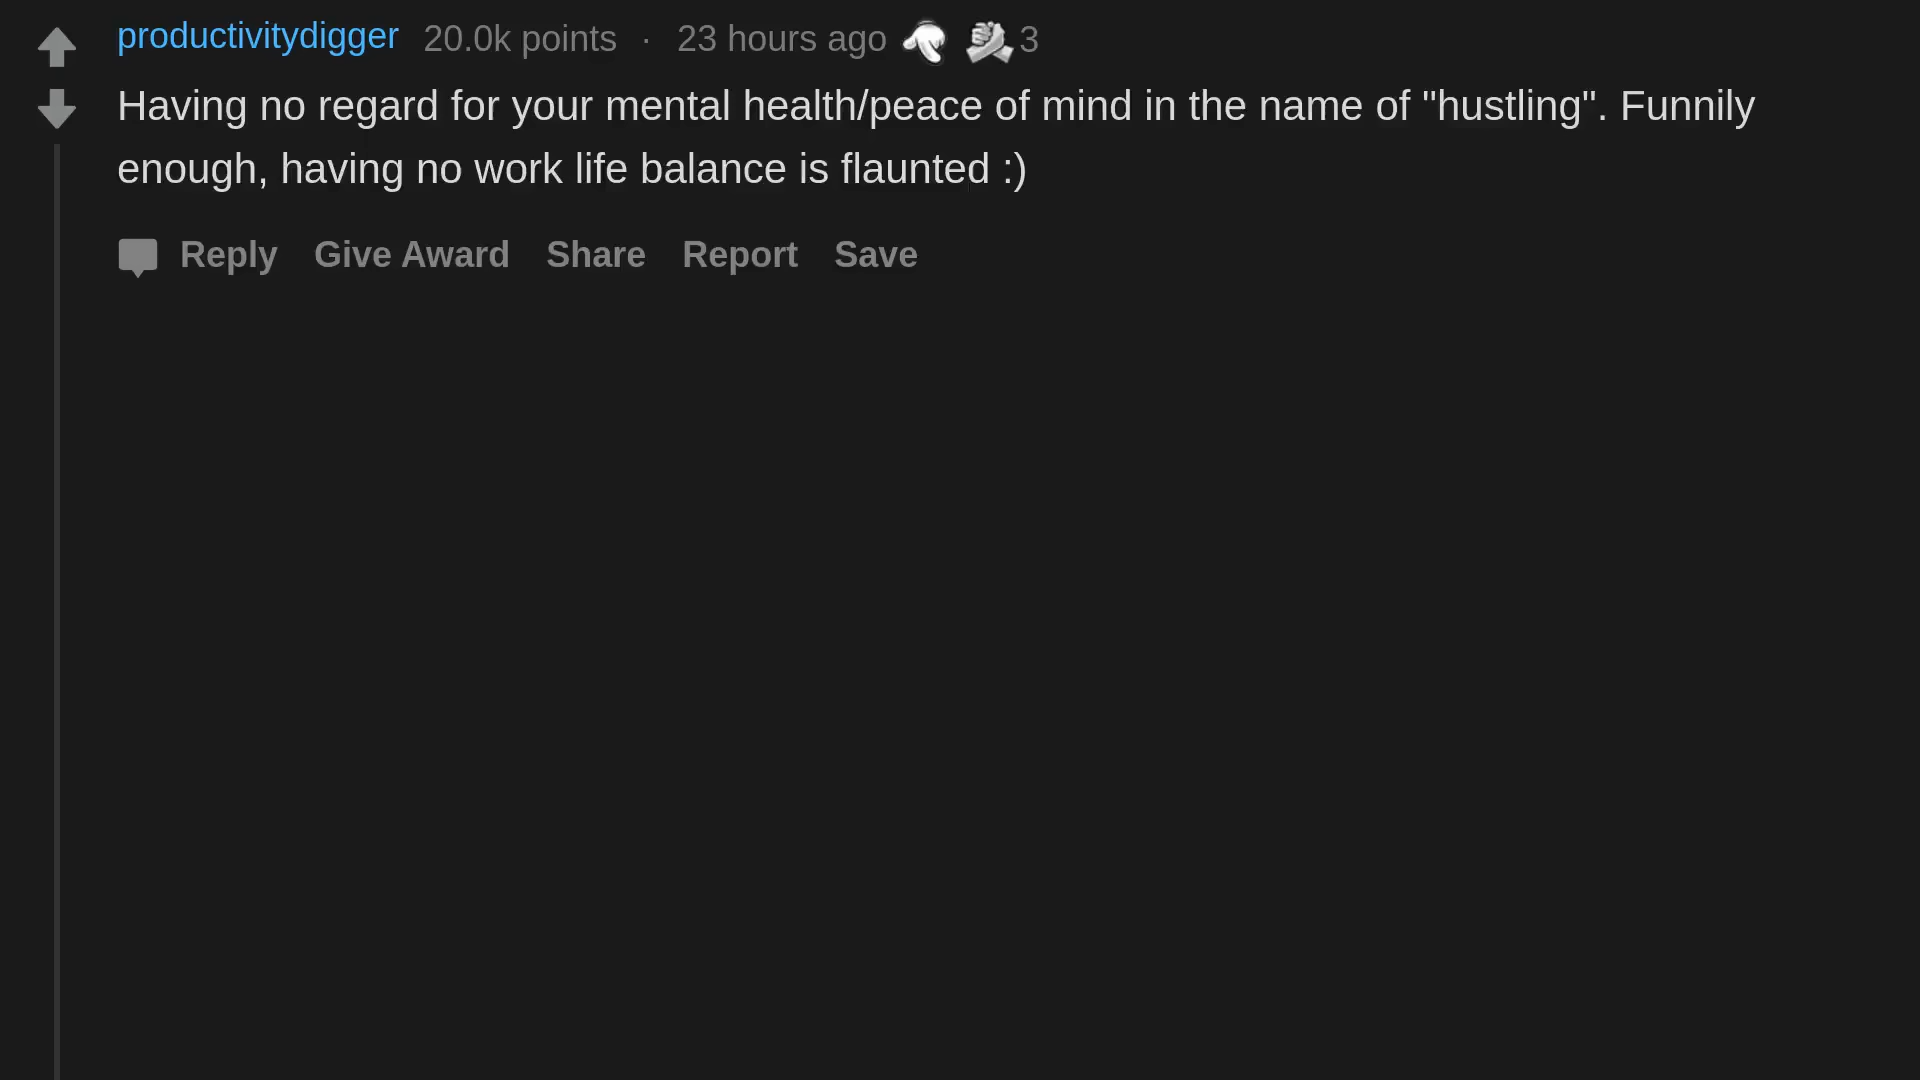 productivitydigger 20.0k points · 23 hours ago 3
Having no regard for your mental health/peace of mind in the name of "hustling". Funnily
enough, having no work life balance is flaunted :)
Reply Give Award Share Report Save